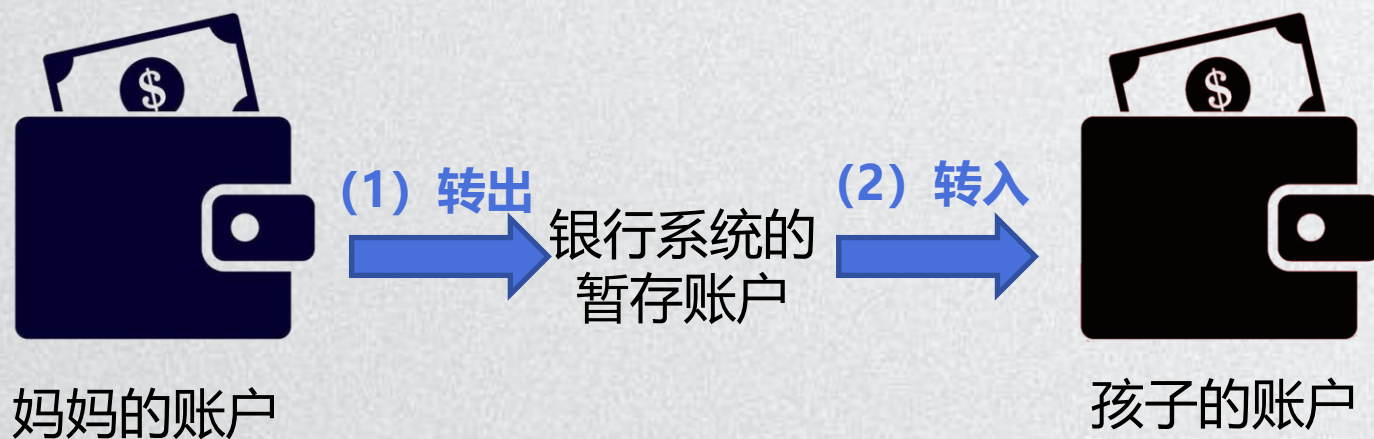 $
$
(1) 转出
(2) 转入
银行系统的
暂存账户
妈妈的账户
孩子的账户